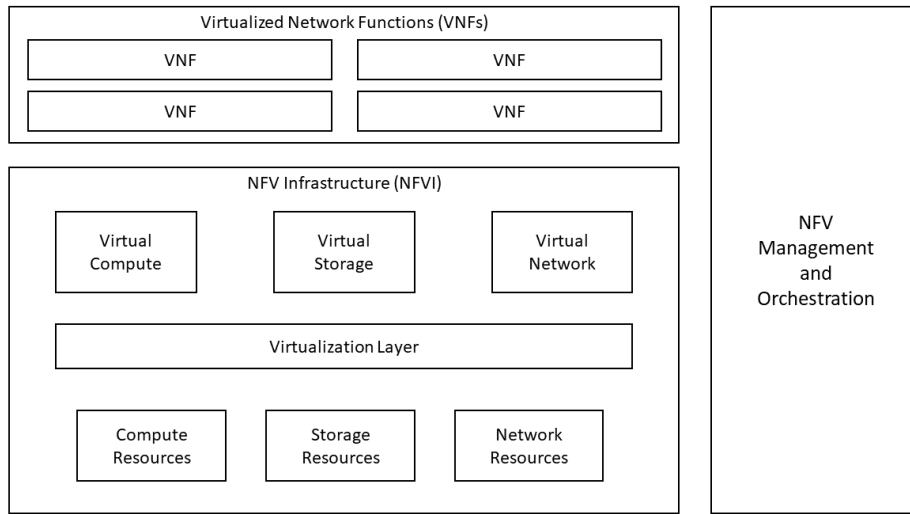 Virtualized Network Functions (VNFs)
VNF
VNF
VNF
VNF
NFV Infrastructure (NFVI)
Virtual
Compute
Virtual
Storage
Virtual
Network
Virtualization Layer
Compute
Resources
Storage
Resources
Network
Resources
NFV
Management
and
Orchestration